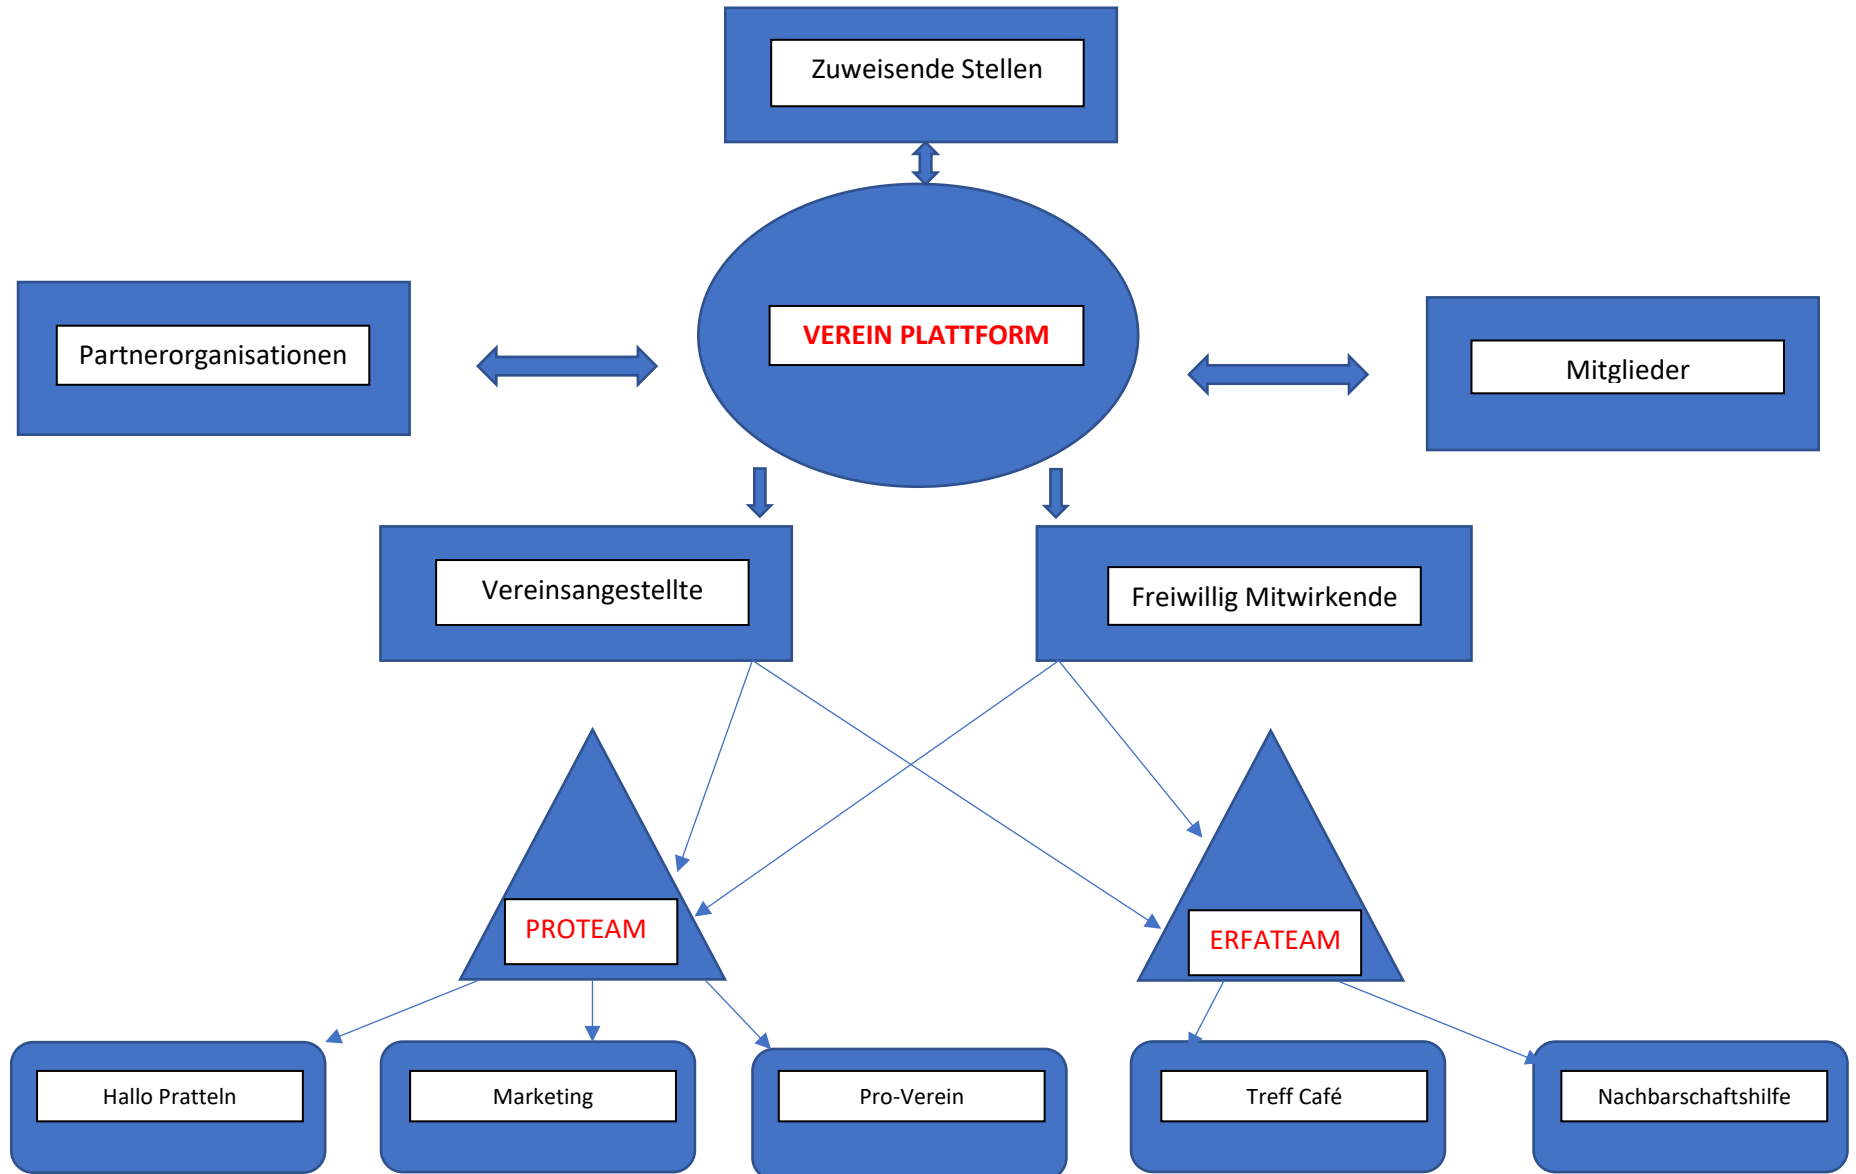 Zuweisende Stellen
VEREIN PLATTFORM
Partnerorganisationen
Mitglieder
Vereinsangestellte
Freiwillig Mitwirkende
PROTEAM
ERFATEAM
Hallo Pratteln
Marketing
Pro-Verein
Treff Café
Nachbarschaftshilfe